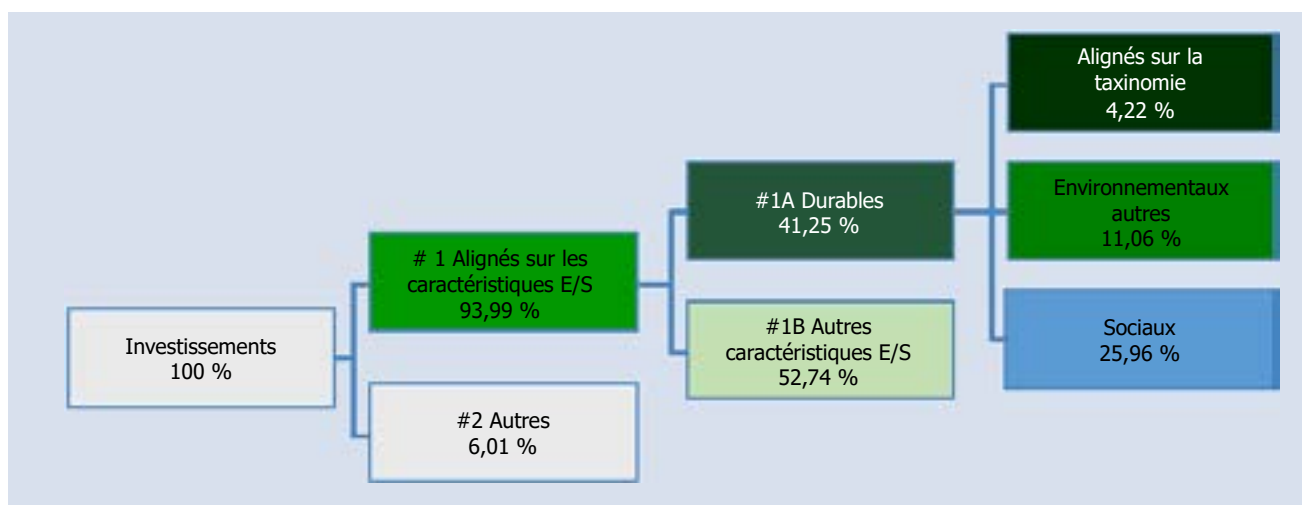 Investissements
100 %
# 1 Alignés sur les
caractéristiques E/S
93,99 %
#2 Autres
6,01 %
#1A Durables
41,25 %
#1B Autres
caractéristiques E/S
52,74 %
Alignés sur la
taxinomie
4,22 %
Environnementaux
autres
11,06 %
Sociaux
25,96 %